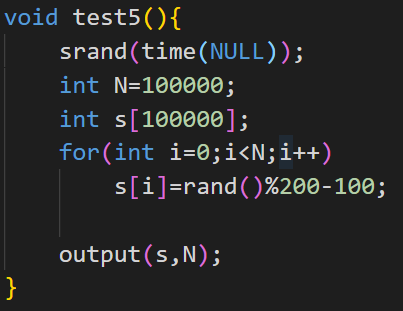 void test5(){
    srand(time(NULL));
    int N=100000;
    int s[100000];
    for(int i=0;i<N;i++)
        s[i]=rand()%200-100;
    output(s,N);
}